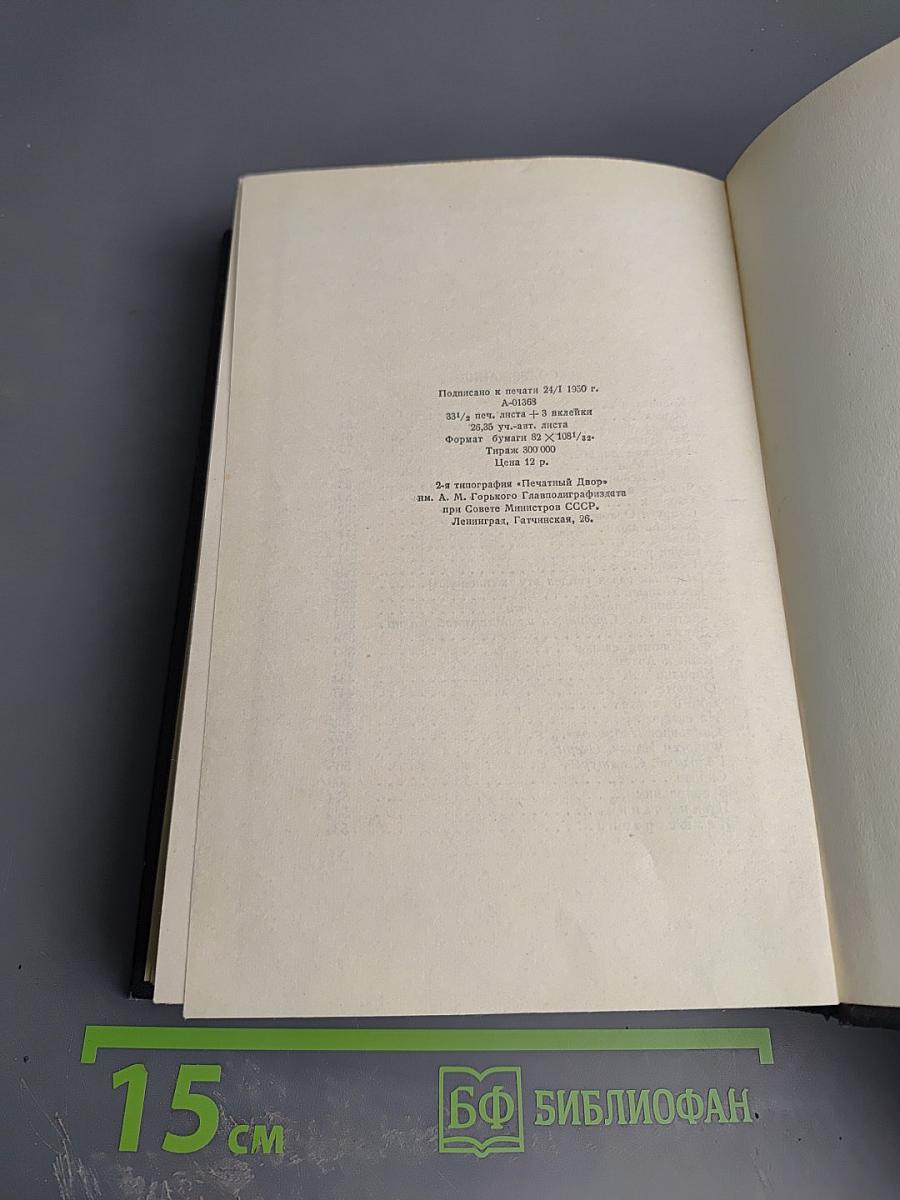 Подписано к печати 24/I 1950 г.
А-01368
33¹/₂ печ. листа + 3 вклейки
26,35 уч.-авт. листа
Формат бумаги 82 × 108¹/₃₂.
Тираж 300 000
Цена 12 р.
2-я типография «Печатный Двор»
им. А. М. Горького Главполиграфиздата
при Совете Министров СССР.
Ленинград, Гатчинская, 26.
15 см
БФ БИБЛИОФАН